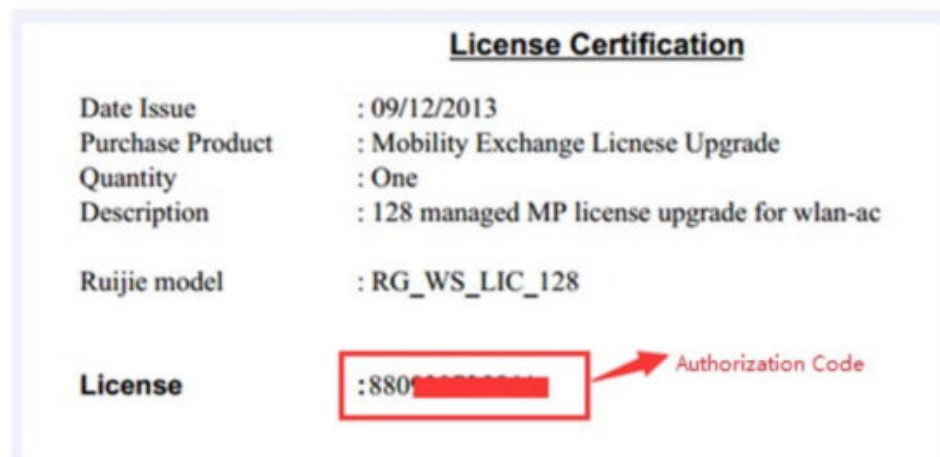 License Certification
Date Issue : 09/12/2013
Purchase Product : Mobility Exchange Licnese Upgrade
Quantity : One
Description : 128 managed MP license upgrade for wlan-ac
Ruijie model : RG_WS_LIC_128
License :
Authorization Code